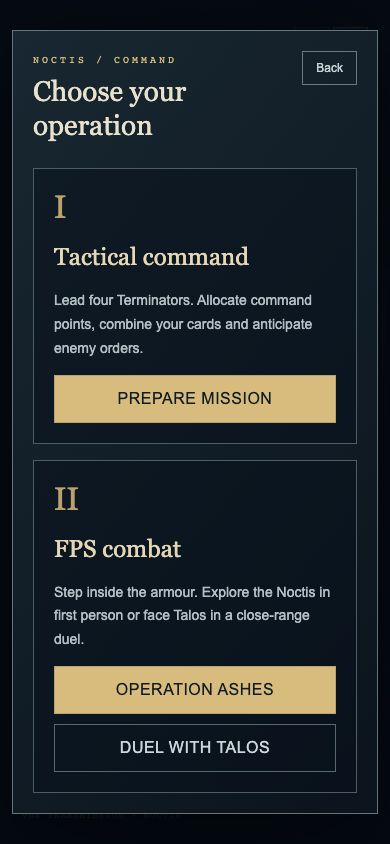 NOCTIS / COMMAND
Choose your
operation
Back
I
Tactical command
Lead four Terminators. Allocate command
points, combine your cards and anticipate
enemy orders.
PREPARE MISSION
II
FPS combat
Step inside the armour. Explore the Noctis in
first person or face Talos in a close-range
duel.
OPERATION ASHES
DUEL WITH TALOS